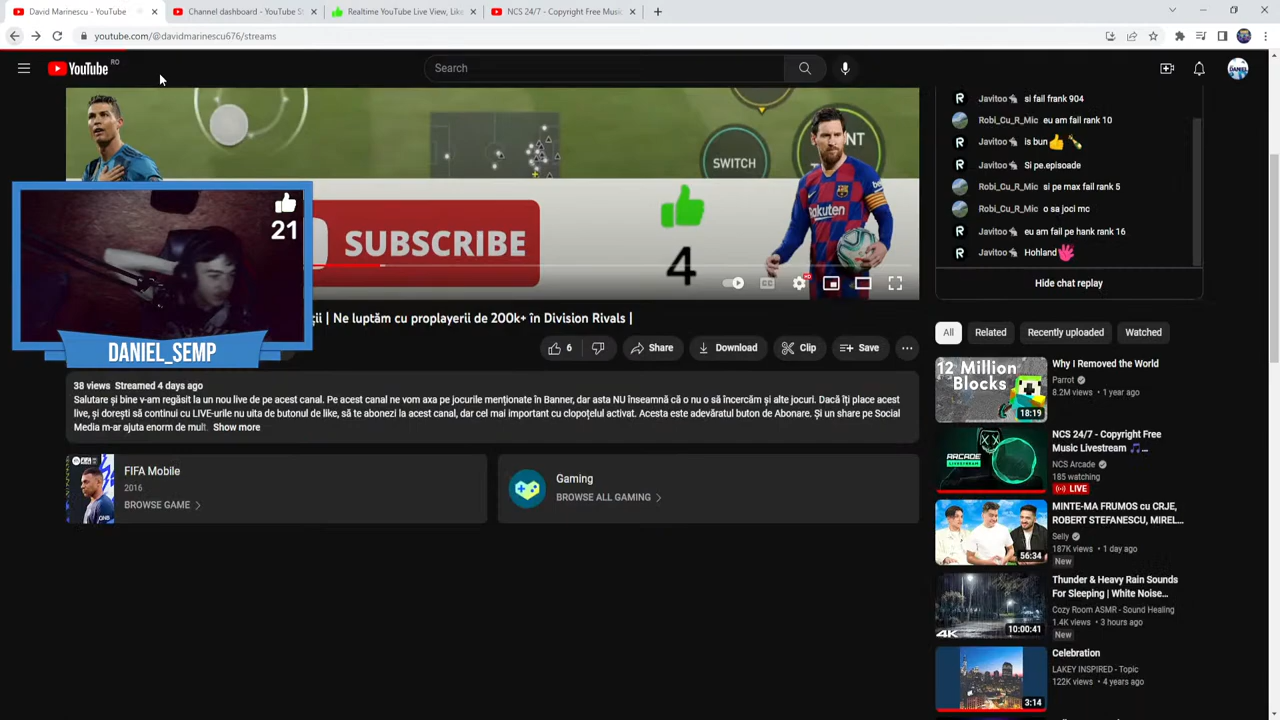 David Marinescu - YouTube
Channel dashboard - YouTube St
Realtime YouTube Live View, Like
NCS 24/7 - Copyright Free Music
youtube.com/@davidmarinescu676/streams
YouTube RO
Search
SWITCH
SUBSCRIBE
4
Rakuten
21
DANIEL_SEMP
Javitoo si fail frank 904
Robi_Cu_R_Mic eu am fail rank 10
Javitoo is bun👍
Javitoo Si pe.episoade
Robi_Cu_R_Mic si pe max fail rank 5
Robi_Cu_R_Mic o sa joci mc
Javitoo eu am fail pe hank rank 16
Javitoo Hohland
Hide chat replay
| Ne luptăm cu proplayerii de 200k+ în Division Rivals |
6
Share
Download
Clip
Save
38 views Streamed 4 days ago
Salutare și bine v-am regăsit la un nou live de pe acest canal. Pe acest canal ne vom axa pe jocurile menționate în Banner, dar asta NU înseamnă că o nu o să încercăm și alte jocuri. Dacă îți place acest
live, și dorești să continui cu LIVE-urile nu uita de butonul de like, să te abonezi la acest canal, dar cel mai important cu clopoțelul activat. Acesta este adevăratul buton de Abonare. Și un share pe Social
Media m-ar ajuta enorm de mult. Show more
FIFA Mobile
2016
BROWSE GAME
Gaming
BROWSE ALL GAMING
All
Related
Recently uploaded
Watched
12 Million
Blocks
18:19
Why I Removed the World
Parrot
8.2M views • 1 year ago
ARCADE
LIVESTREAM
NCS 24/7 - Copyright Free
Music Livestream 🎵...
NCS Arcade
185 watching
LIVE
56:34
MINTE-MA FRUMOS cu CRJE,
ROBERT STEFANESCU, MIREL...
Selly
187K views • 1 day ago
New
4K
10:00:41
Thunder & Heavy Rain Sounds
For Sleeping | White Noise...
Cozy Room ASMR - Sound Healing
1.4K views • 3 hours ago
New
3:14
Celebration
LAKEY INSPIRED - Topic
122K views • 4 years ago